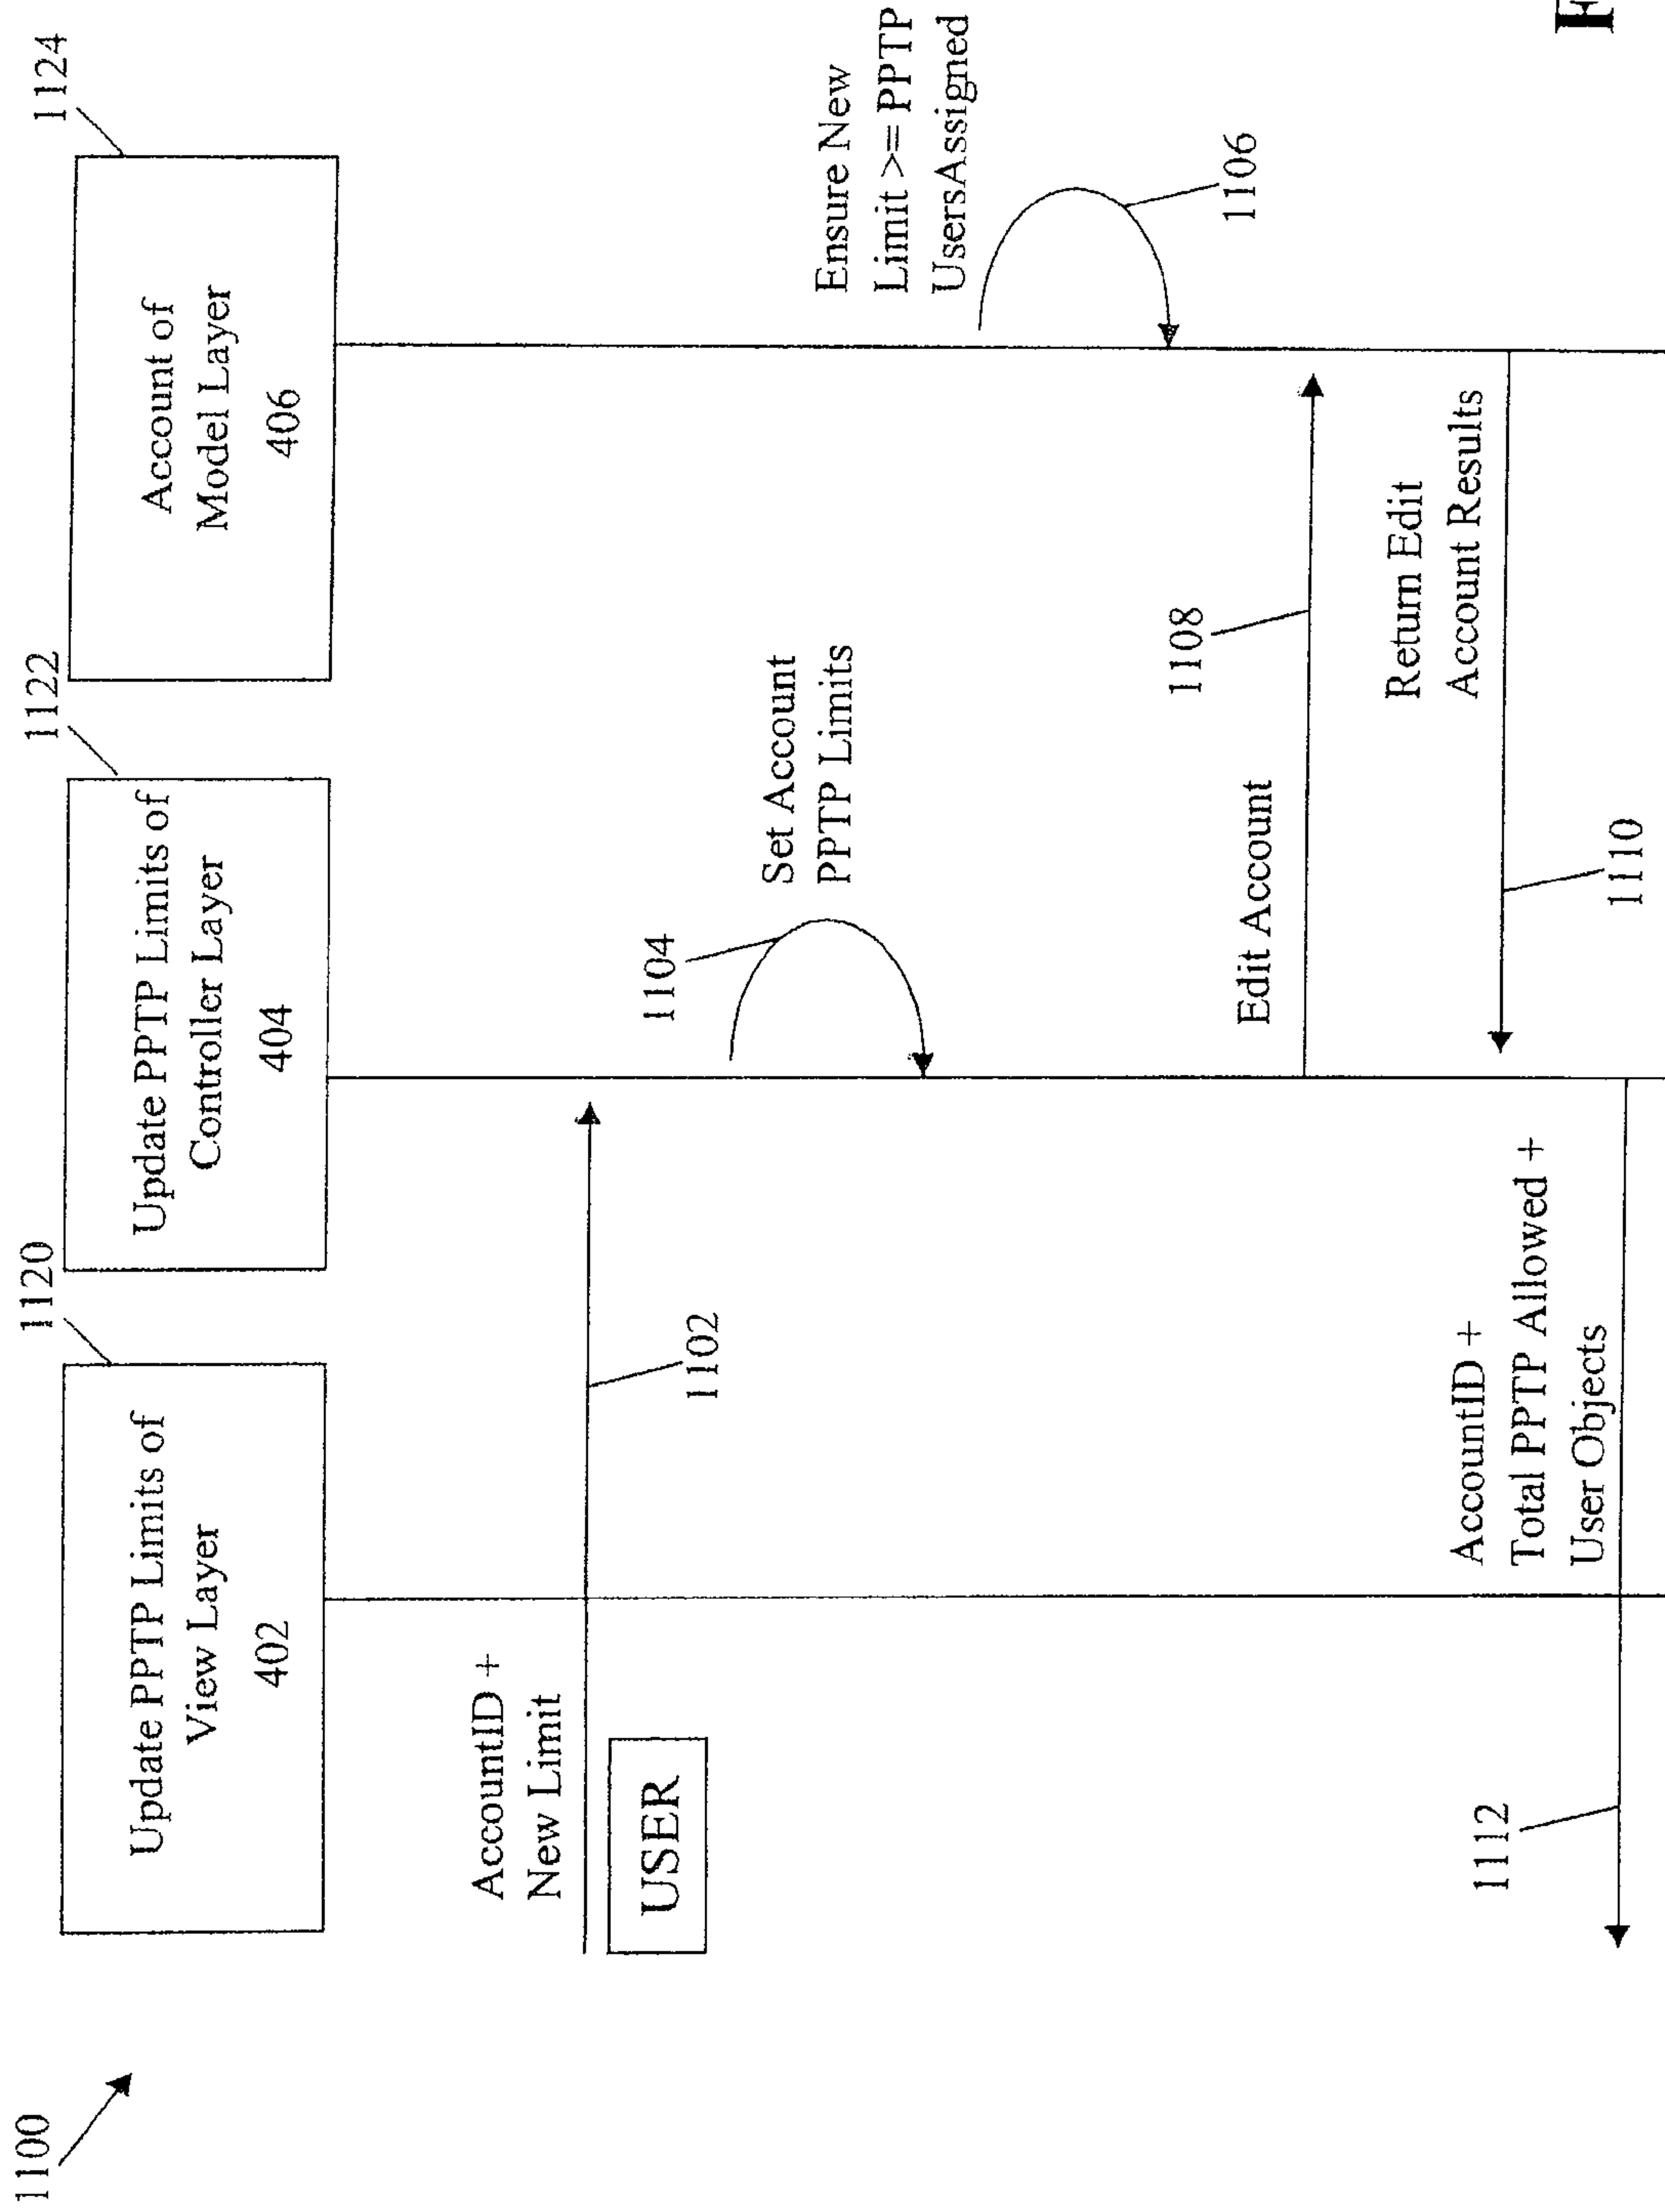 1100
1120
Update PPTP Limits of
View Layer
402
1122
Update PPTP Limits of
Controller Layer
404
1124
Account of
Model Layer
406
AccountID +
New Limit
USER
1102
1104
Set Account
PPTP Limits
Ensure New
Limit >= PPTP
UsersAssigned
1106
Edit Account
1108
Return Edit
Account Results
1110
AccountID +
Total PPTP Allowed +
User Objects
1112